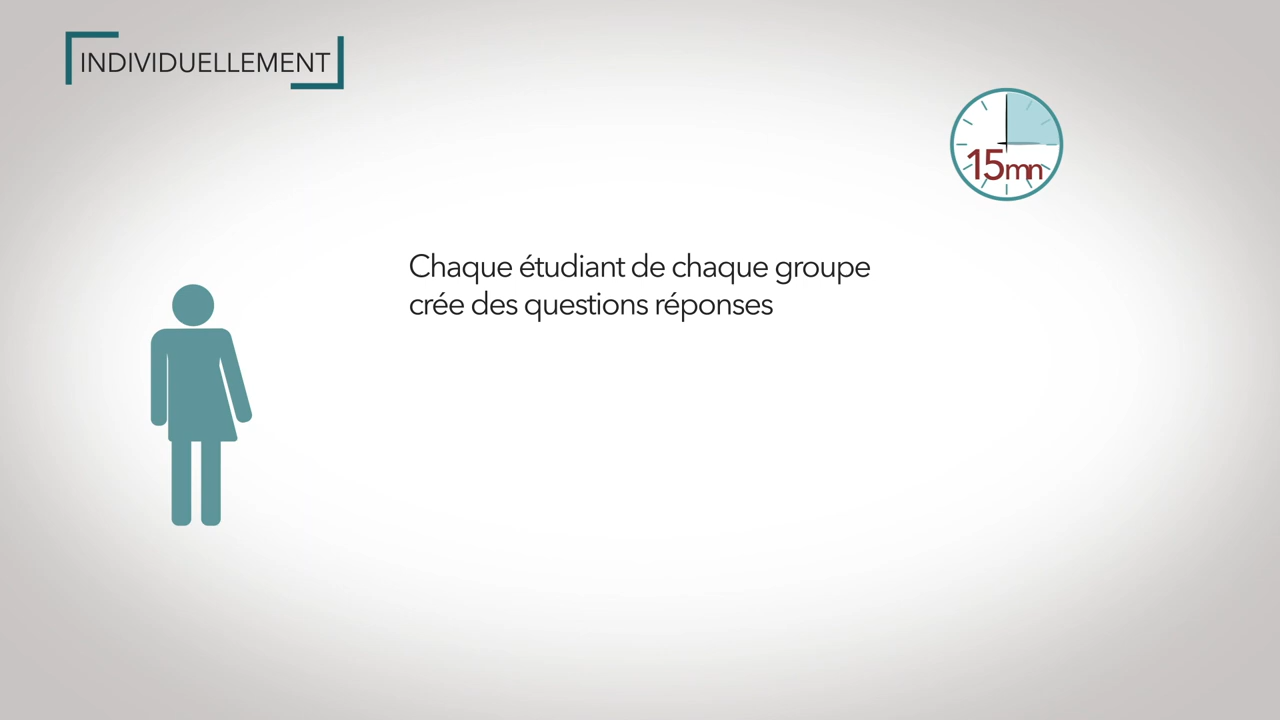 INDIVIDUELLEMENT
15mn
Chaque étudiant de chaque groupe
crée des questions réponses